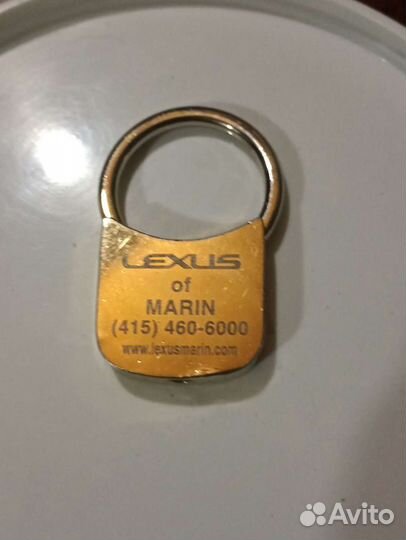 LEXUS
of
MARIN
(415) 460-6000
www.lexusmarin.com
Avito